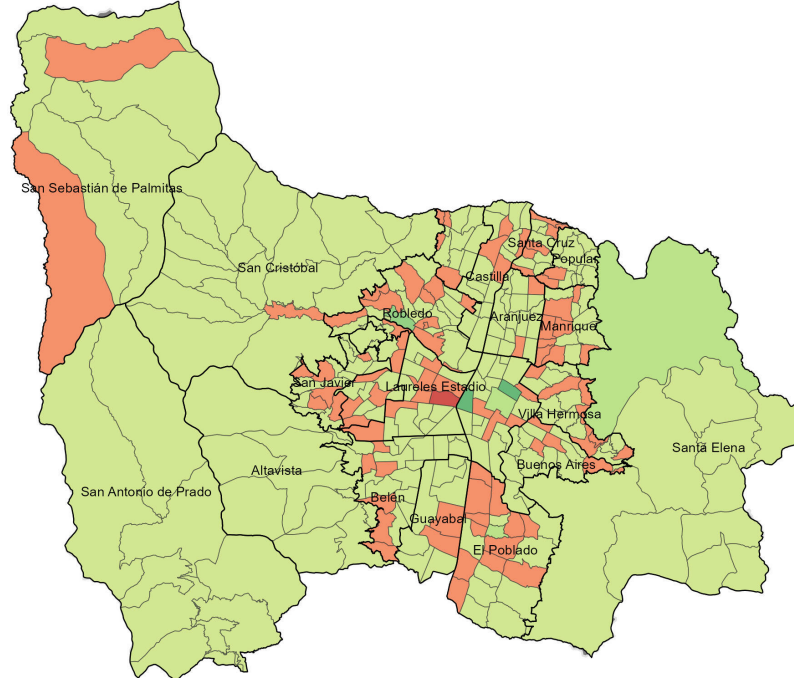 San Sebastián de Palmitas
Santa Cruz
Popular
San Cristóbal
Castilla
Robledo
Aranjuez
Manrique
San Javier
Laureles Estadio
Villa Hermosa
Santa Elena
Buenos Aires
Altavista
San Antonio de Prado
Belén
Guayabal
El Poblado